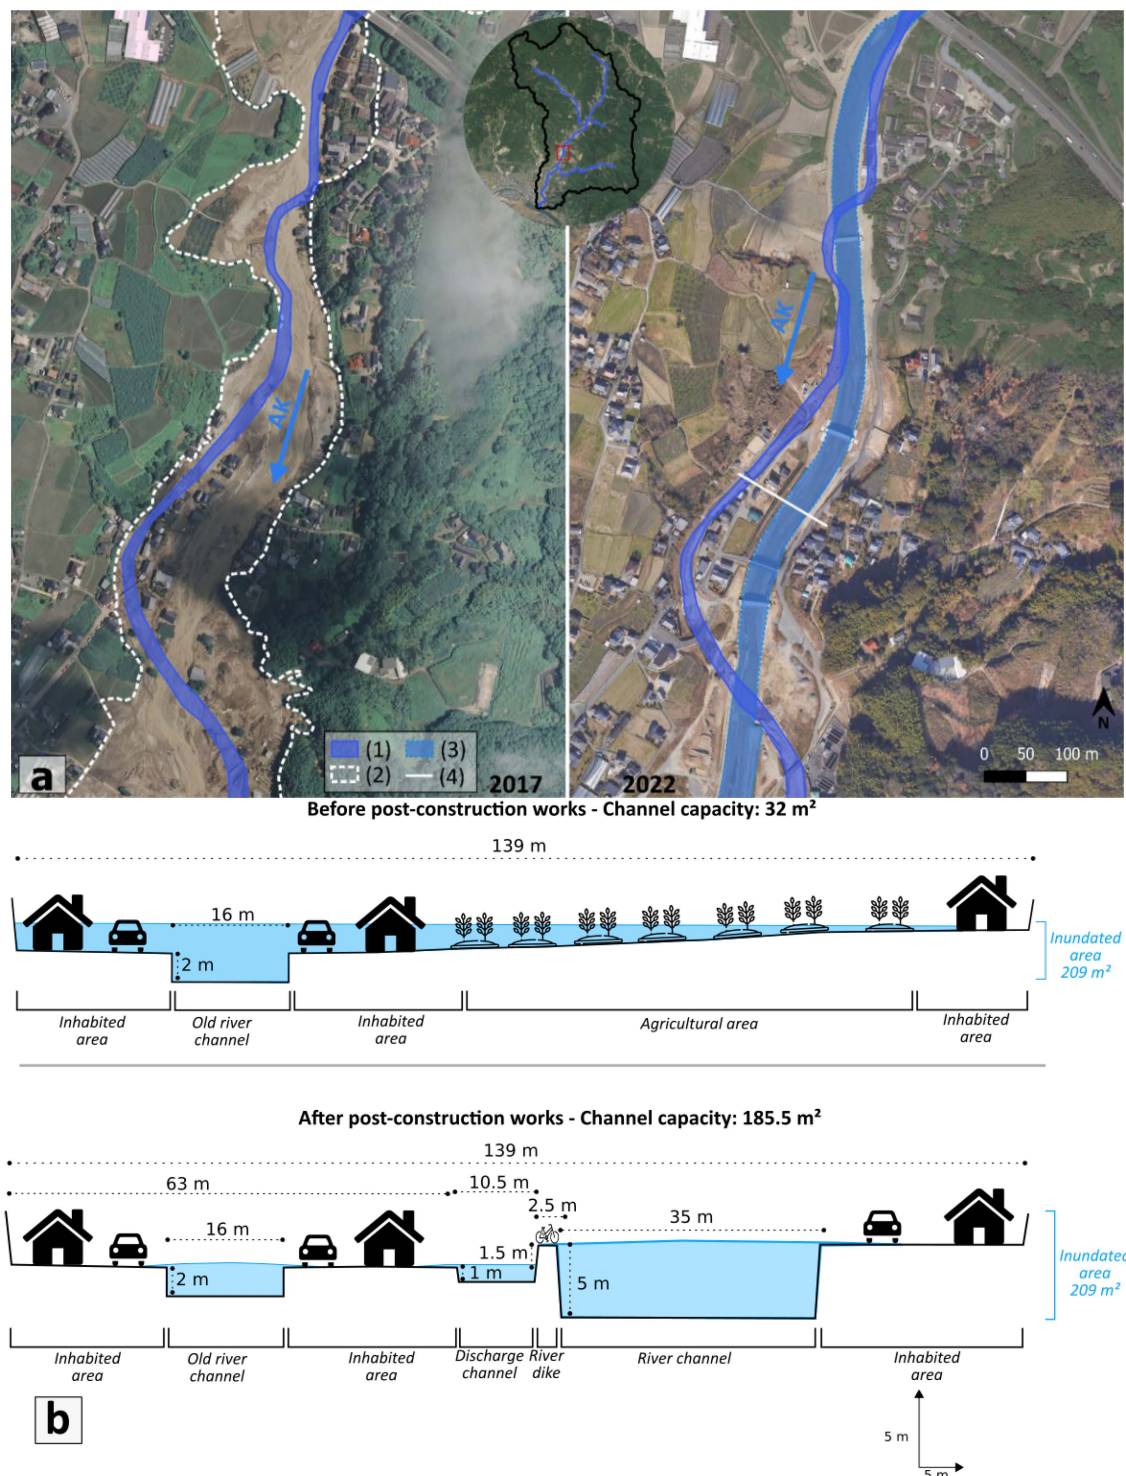 AK
AK
N
0 50 100 m
(1) (3)
(2) (4)
2017
2022
a
Before post-construction works - Channel capacity: 32 m²
139 m
16 m
2 m
Inundated
area
209 m²
Inhabited
area
Old river
channel
Inhabited
area
Agricultural area
Inhabited
area
After post-construction works - Channel capacity: 185.5 m²
139 m
63 m
10.5 m
2.5 m
16 m
35 m
1.5 m
2 m
1 m
5 m
Inundated
area
209 m²
Inhabited
area
Old river
channel
Inhabited
area
Discharge
channel
River
dike
River channel
Inhabited
area
b
5 m
5 m